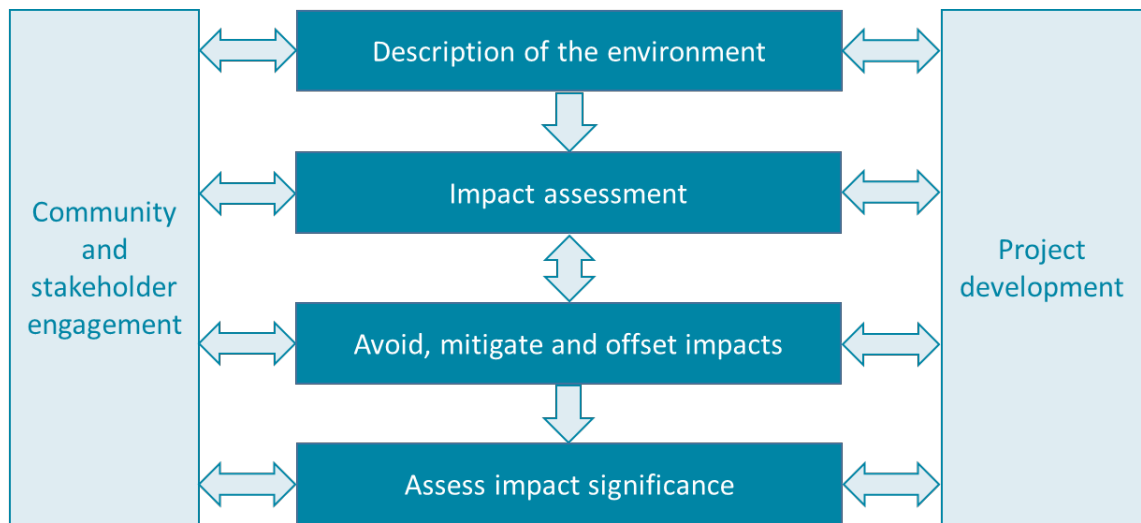 Description of the environment
Impact assessment
Community
and
stakeholder
engagement
Project
development
Avoid, mitigate and offset impacts
Assess impact significance